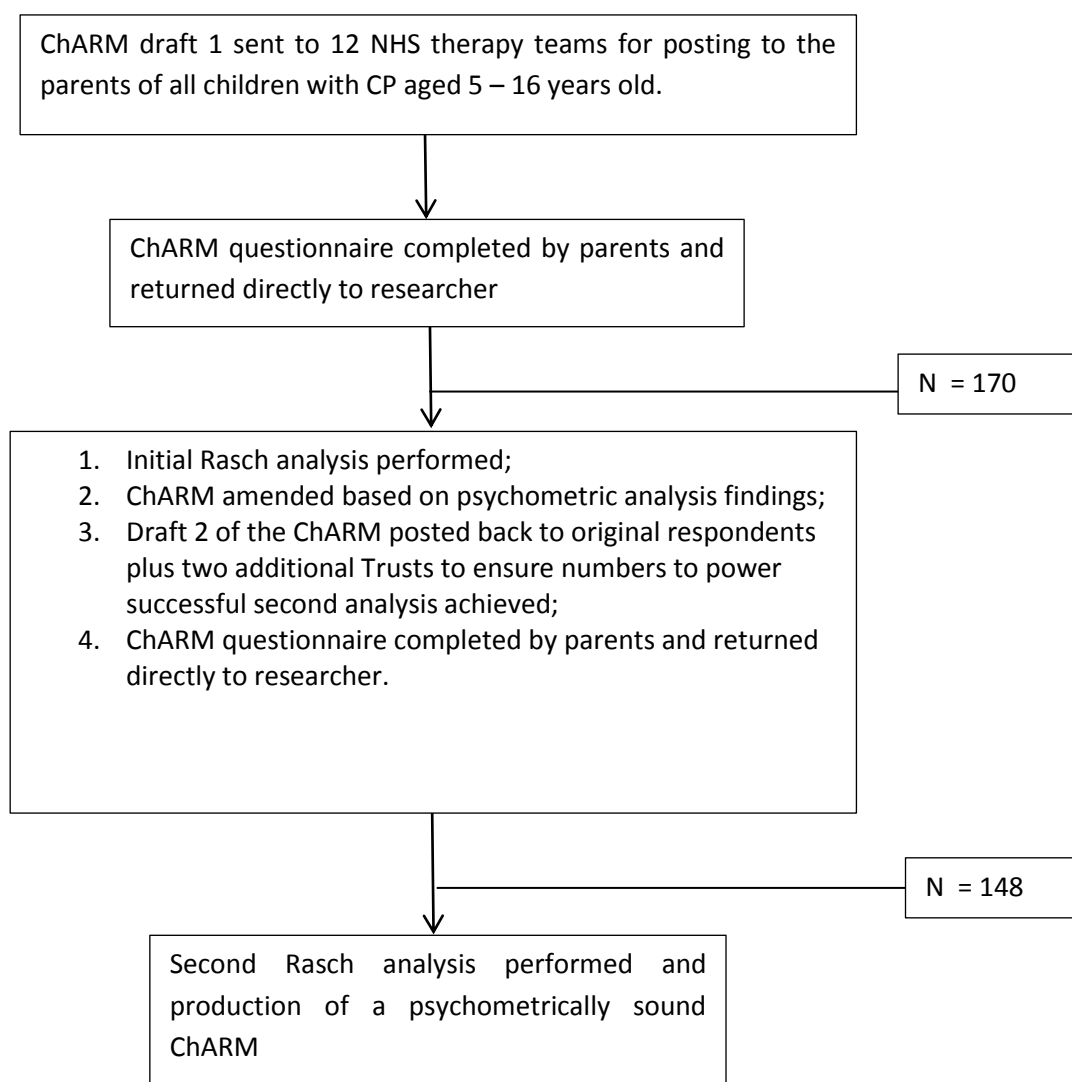 ChARM draft 1 sent to 12 NHS therapy teams for posting to the
parents of all children with CP aged 5 – 16 years old.
ChARM questionnaire completed by parents and
returned directly to researcher
N = 170
1. Initial Rasch analysis performed;
2. ChARM amended based on psychometric analysis findings;
3. Draft 2 of the ChARM posted back to original respondents
plus two additional Trusts to ensure numbers to power
successful second analysis achieved;
4. ChARM questionnaire completed by parents and returned
directly to researcher.
N = 148
Second Rasch analysis performed and
production of a psychometrically sound
ChARM